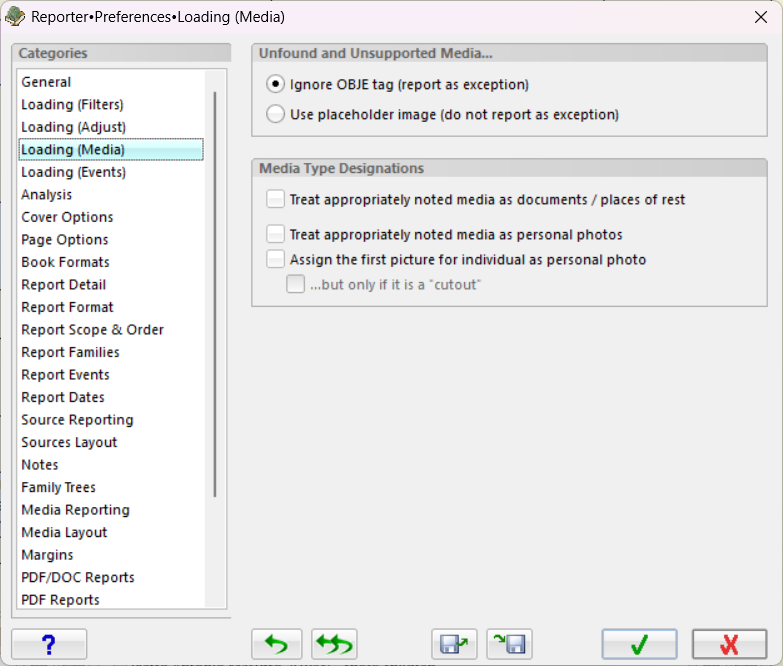 Reporter•Preferences•Loading (Media)
Categories
General
Loading (Filters)
Loading (Adjust)
Loading (Media)
Loading (Events)
Analysis
Cover Options
Page Options
Book Formats
Report Detail
Report Format
Report Scope & Order
Report Families
Report Events
Report Dates
Source Reporting
Sources Layout
Notes
Family Trees
Media Reporting
Media Layout
Margins
PDF/DOC Reports
PDF Reports
Unfound and Unsupported Media...
Ignore OBJE tag (report as exception)
Use placeholder image (do not report as exception)
Media Type Designations
Treat appropriately noted media as documents / places of rest
Treat appropriately noted media as personal photos
Assign the first picture for individual as personal photo
...but only if it is a "cutout"
?